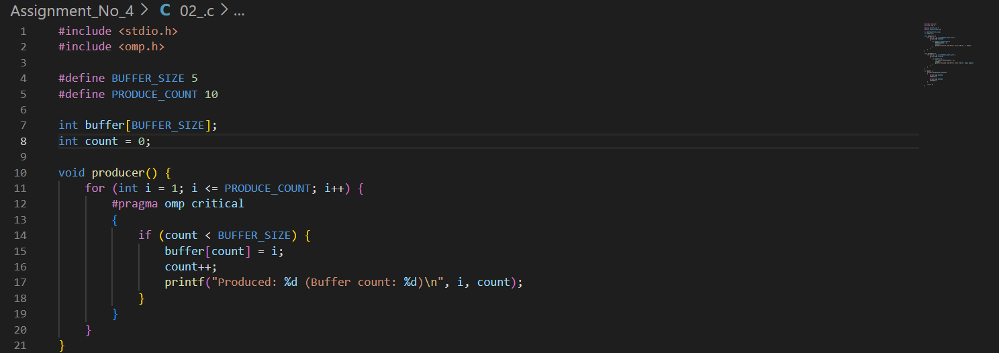 Assignment_No_4 > C 02_.c > ...
1 #include <stdio.h>
2 #include <omp.h>
3
4 #define BUFFER_SIZE 5
5 #define PRODUCE_COUNT 10
6
7 int buffer[BUFFER_SIZE];
8 int count = 0;
9
10 void producer() {
11     for (int i = 1; i <= PRODUCE_COUNT; i++) {
12         #pragma omp critical
13         {
14             if (count < BUFFER_SIZE) {
15                 buffer[count] = i;
16                 count++;
17                 printf("Produced: %d (Buffer count: %d)\n", i, count);
18             }
19         }
20     }
21 }